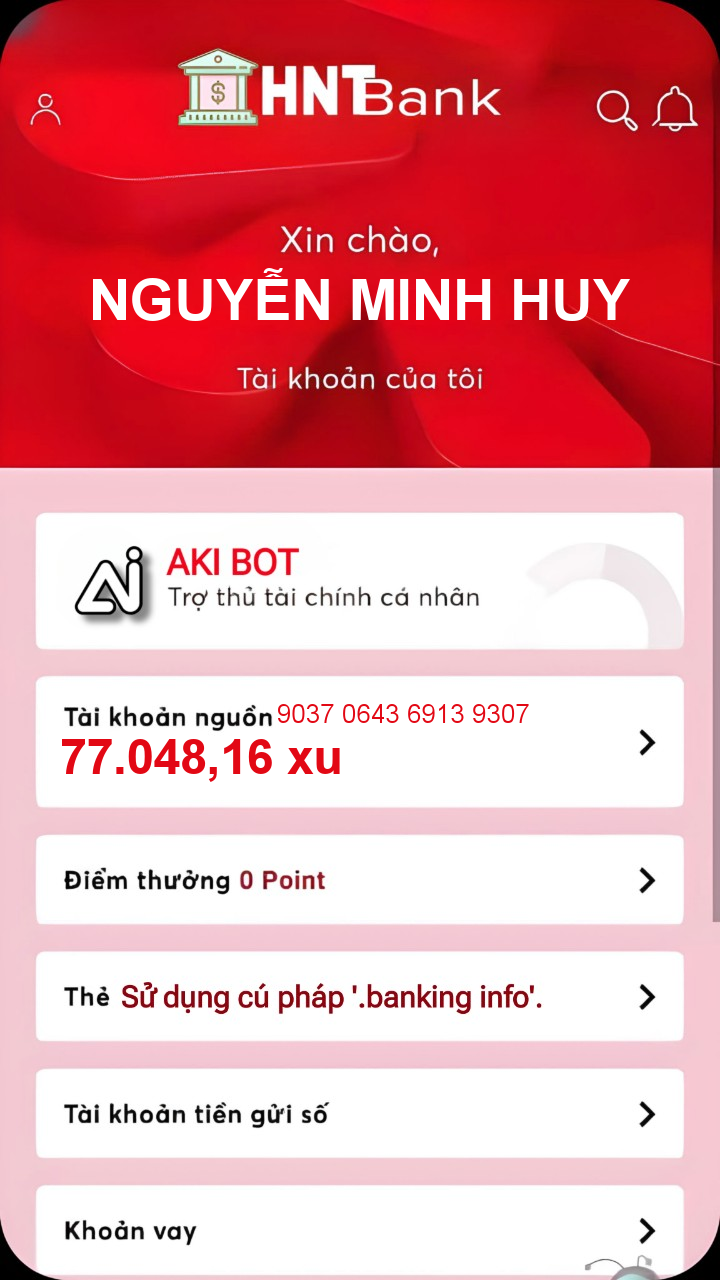 HNTBank
Xin chào,
NGUYỄN MINH HUY
Tài khoản của tôi
AKI BOT
Trợ thủ tài chính cá nhân
Tài khoản nguồn 9037 0643 6913 9307
77.048,16 xu
Điểm thưởng 0 Point
Thẻ Sử dụng cú pháp '.banking info'.
Tài khoản tiền gửi số
Khoản vay